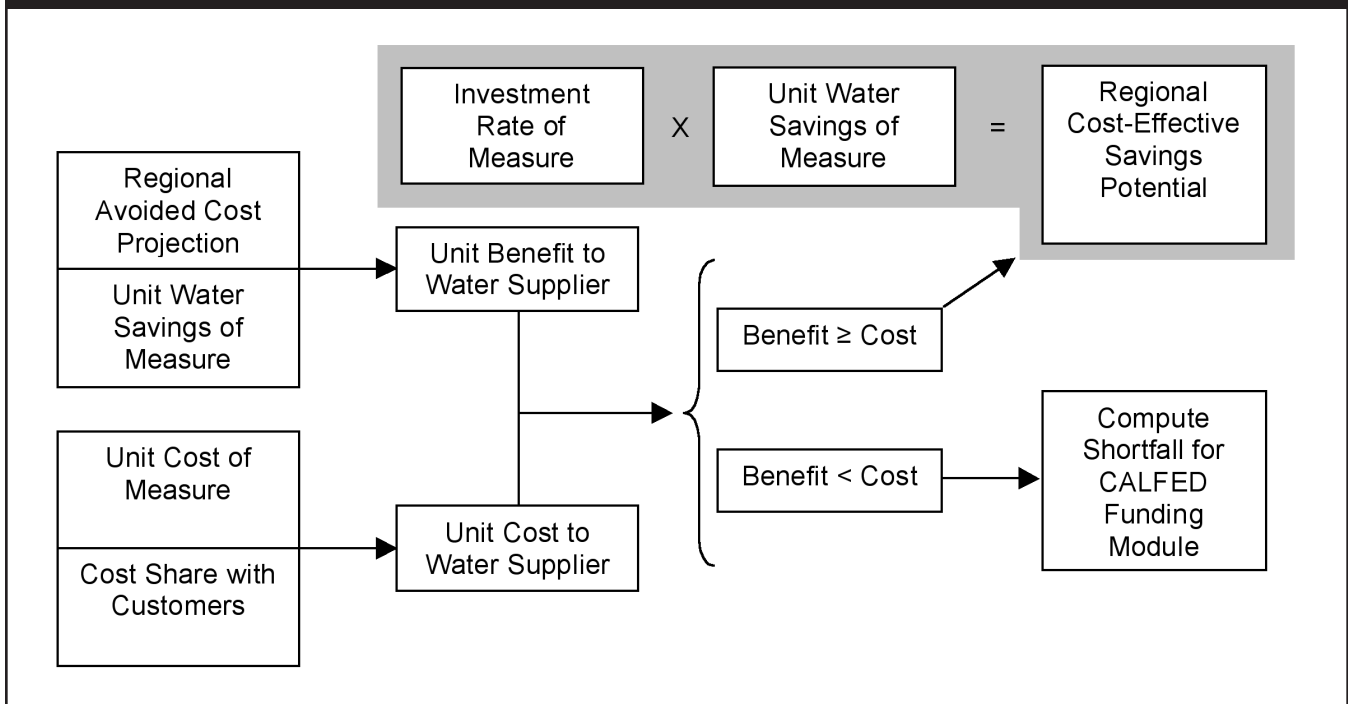 Investment
Rate of
Measure
X
Unit Water
Savings of
Measure
=
Regional
Cost-Effective
Savings
Potential
Regional
Avoided Cost
Projection
Unit Water
Savings of
Measure
Unit Benefit to
Water Supplier
Benefit ≥ Cost
Unit Cost of
Measure
Cost Share with
Customers
Unit Cost to
Water Supplier
Benefit < Cost
Compute
Shortfall for
CALFED
Funding
Module